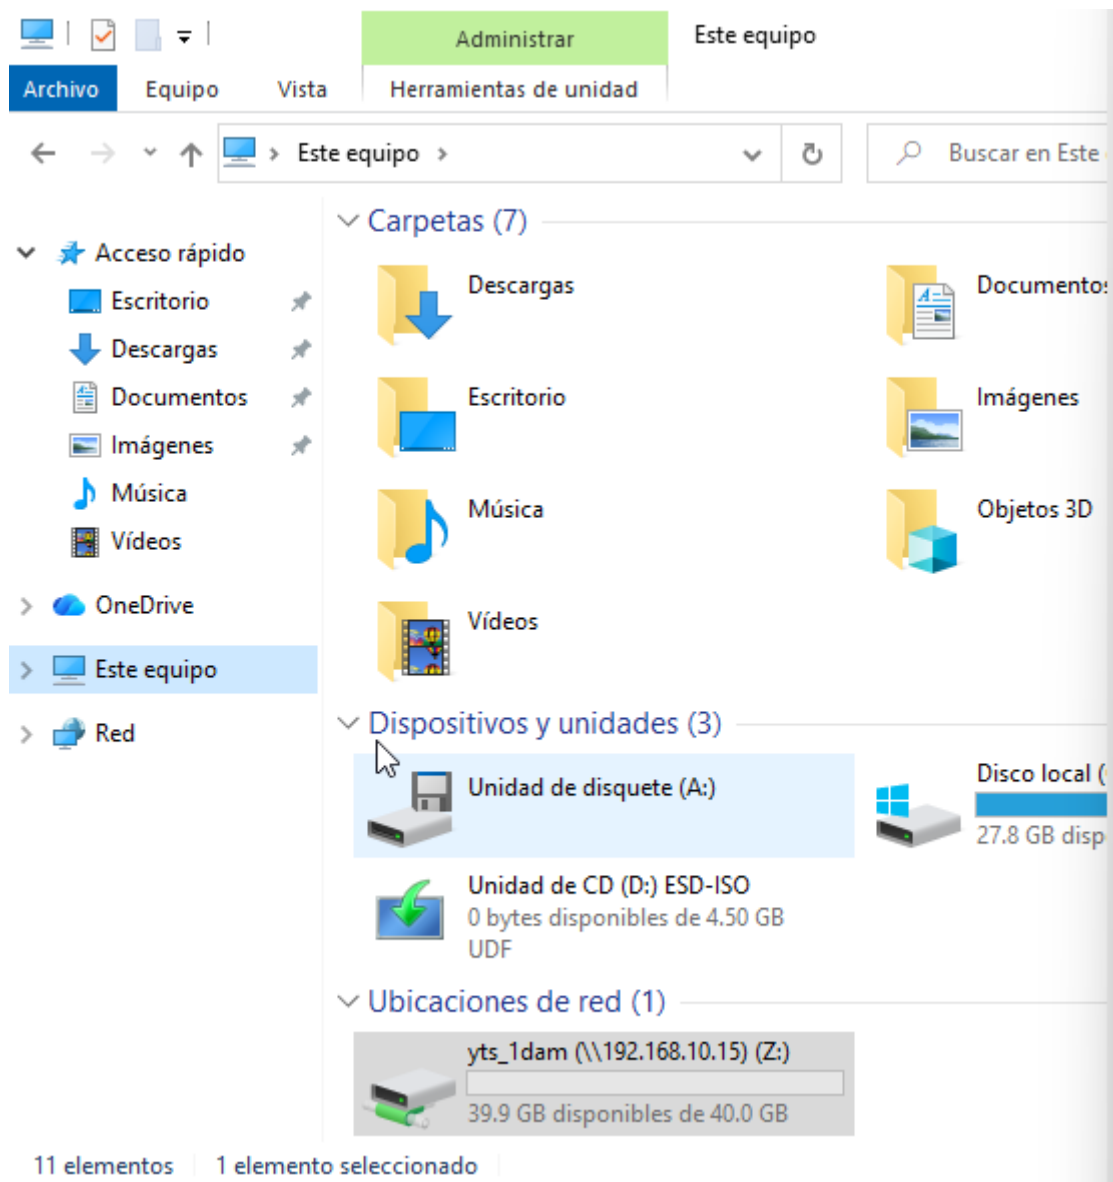 Administrar
Este equipo
Archivo
Equipo
Vista
Herramientas de unidad
Este equipo
Buscar en Este
Acceso rápido
Escritorio
Descargas
Documentos
Imágenes
Música
Vídeos
OneDrive
Este equipo
Red
Carpetas (7)
Descargas
Documentos
Escritorio
Imágenes
Música
Objetos 3D
Vídeos
Dispositivos y unidades (3)
Unidad de disquete (A:)
Disco local (
27.8 GB disp
Unidad de CD (D:) ESD-ISO
0 bytes disponibles de 4.50 GB
UDF
Ubicaciones de red (1)
yts_1dam (\\192.168.10.15) (Z:)
39.9 GB disponibles de 40.0 GB
11 elementos
1 elemento seleccionado